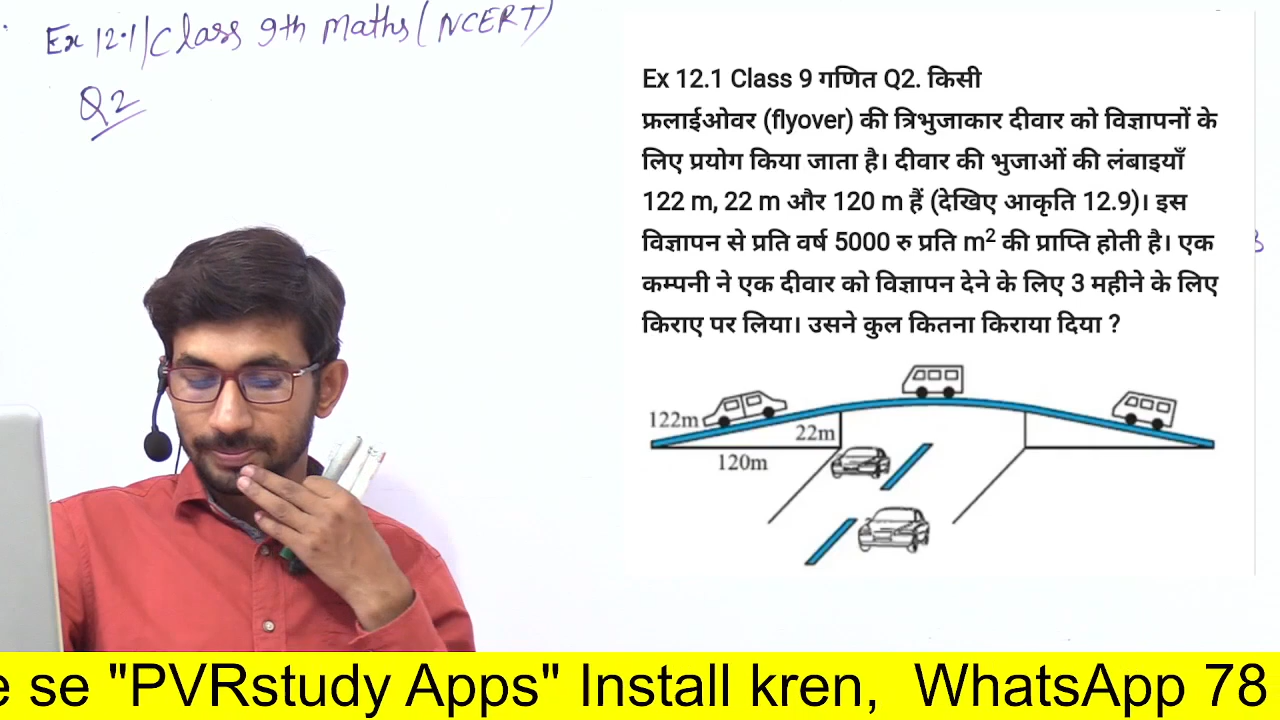 Ex 12.1/Class 9th Maths (NCERT)
Q2
Ex 12.1 Class 9 गणित Q2. किसी
फ्रलाईओवर (flyover) की त्रिभुजाकार दीवार को विज्ञापनों के
लिए प्रयोग किया जाता है। दीवार की भुजाओं की लंबाइयाँ
122 m, 22 m और 120 m हैं (देखिए आकृति 12.9)। इस
विज्ञापन से प्रति वर्ष 5000 रु प्रति m² की प्राप्ति होती है। एक
कम्पनी ने एक दीवार को विज्ञापन देने के लिए 3 महीने के लिए
किराए पर लिया। उसने कुल कितना किराया दिया ?
122m
22m
120m
e se "PVRstudy Apps" Install kren, WhatsApp 78